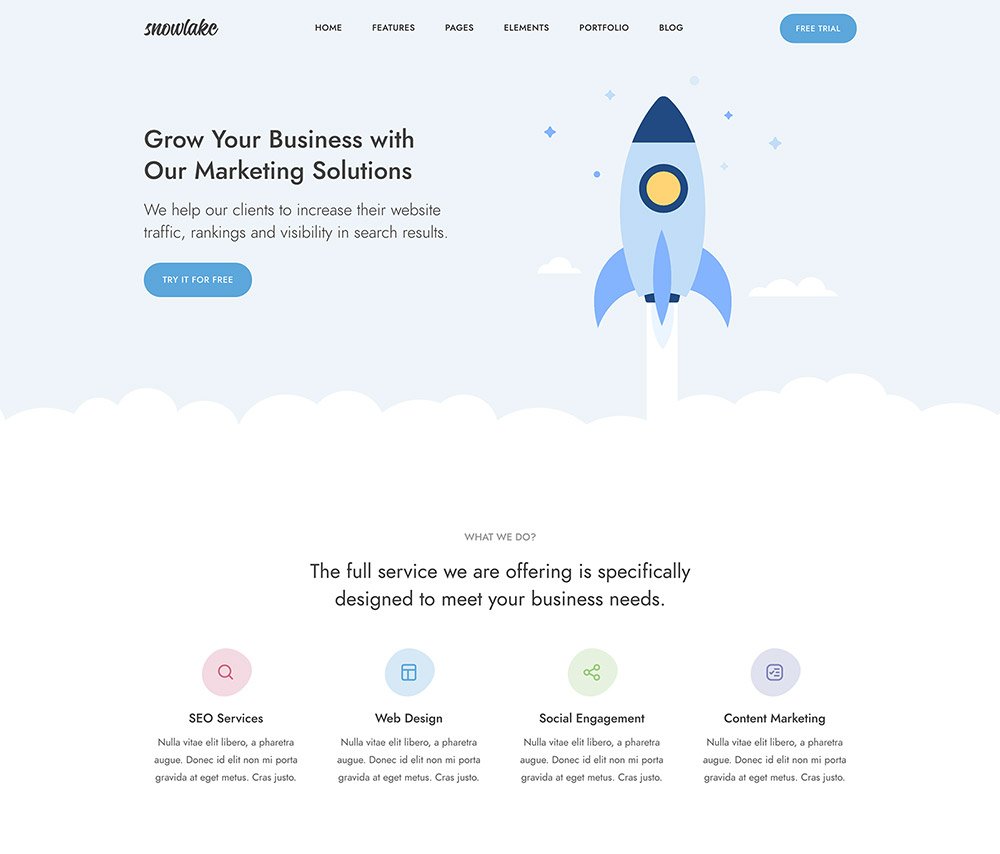 snowlake
HOME FEATURES PAGES ELEMENTS PORTFOLIO BLOG
FREE TRIAL
Grow Your Business with
Our Marketing Solutions
We help our clients to increase their website
traffic, rankings and visibility in search results.
TRY IT FOR FREE
WHAT WE DO?
The full service we are offering is specifically
designed to meet your business needs.
SEO Services
Nulla vitae elit libero, a pharetra
augue. Donec id elit non mi porta
gravida at eget metus. Cras justo.
Web Design
Nulla vitae elit libero, a pharetra
augue. Donec id elit non mi porta
gravida at eget metus. Cras justo.
Social Engagement
Nulla vitae elit libero, a pharetra
augue. Donec id elit non mi porta
gravida at eget metus. Cras justo.
Content Marketing
Nulla vitae elit libero, a pharetra
augue. Donec id elit non mi porta
gravida at eget metus. Cras justo.